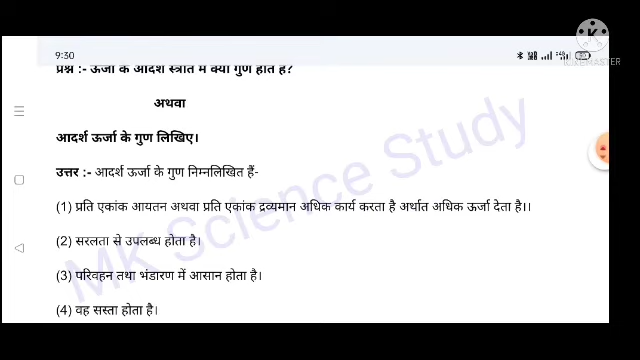 9:30
K
KINEMASTER
प्रश्न :- ऊर्जा के आदर्श स्त्रोत में क्या गुण होते हैं?
अथवा
आदर्श ऊर्जा के गुण लिखिए।
उत्तर :- आदर्श ऊर्जा के गुण निम्नलिखित हैं-
(1) प्रति एकांक आयतन अथवा प्रति एकांक द्रव्यमान अधिक कार्य करता है अर्थात अधिक ऊर्जा देता है।।
(2) सरलता से उपलब्ध होता है।
(3) परिवहन तथा भंडारण में आसान होता है।
(4) वह सस्ता होता है।
MK Science Study